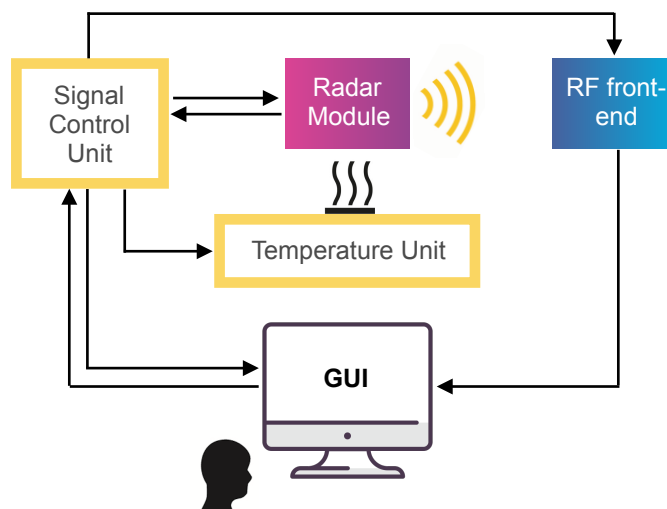 Signal
Control
Unit
Radar
Module
RF front-
end
Temperature Unit
GUI